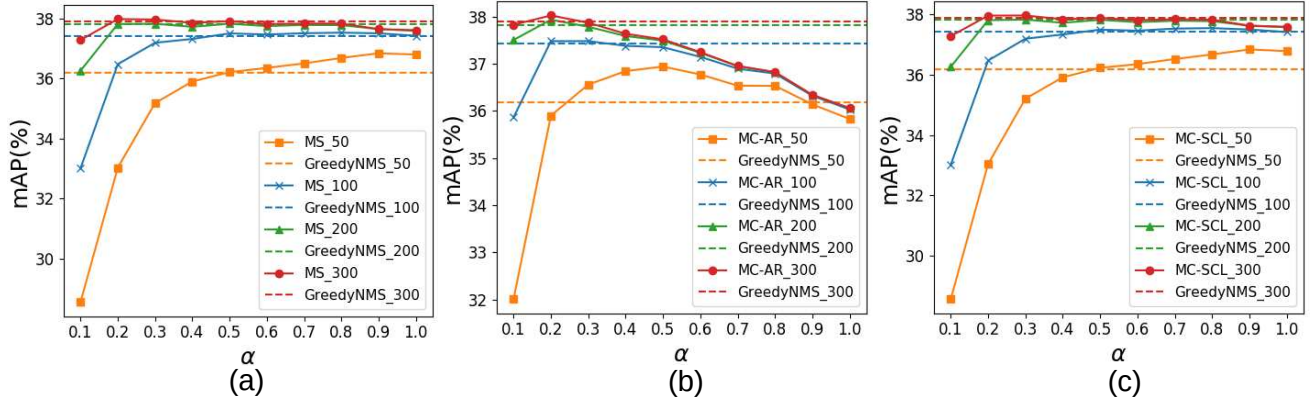 mAP(%)
38
36
34
32
30
MS_50
GreedyNMS_50
MS_100
GreedyNMS_100
MS_200
GreedyNMS_200
MS_300
GreedyNMS_300
0.1 0.2 0.3 0.4 0.5 0.6 0.7 0.8 0.9 1.0
α
(a)
mAP(%)
38
37
36
35
34
33
32
MC-AR_50
GreedyNMS_50
MC-AR_100
GreedyNMS_100
MC-AR_200
GreedyNMS_200
MC-AR_300
GreedyNMS_300
0.1 0.2 0.3 0.4 0.5 0.6 0.7 0.8 0.9 1.0
α
(b)
mAP(%)
38
36
34
32
30
MC-SCL_50
GreedyNMS_50
MC-SCL_100
GreedyNMS_100
MC-SCL_200
GreedyNMS_200
MC-SCL_300
GreedyNMS_300
0.1 0.2 0.3 0.4 0.5 0.6 0.7 0.8 0.9 1.0
α
(c)